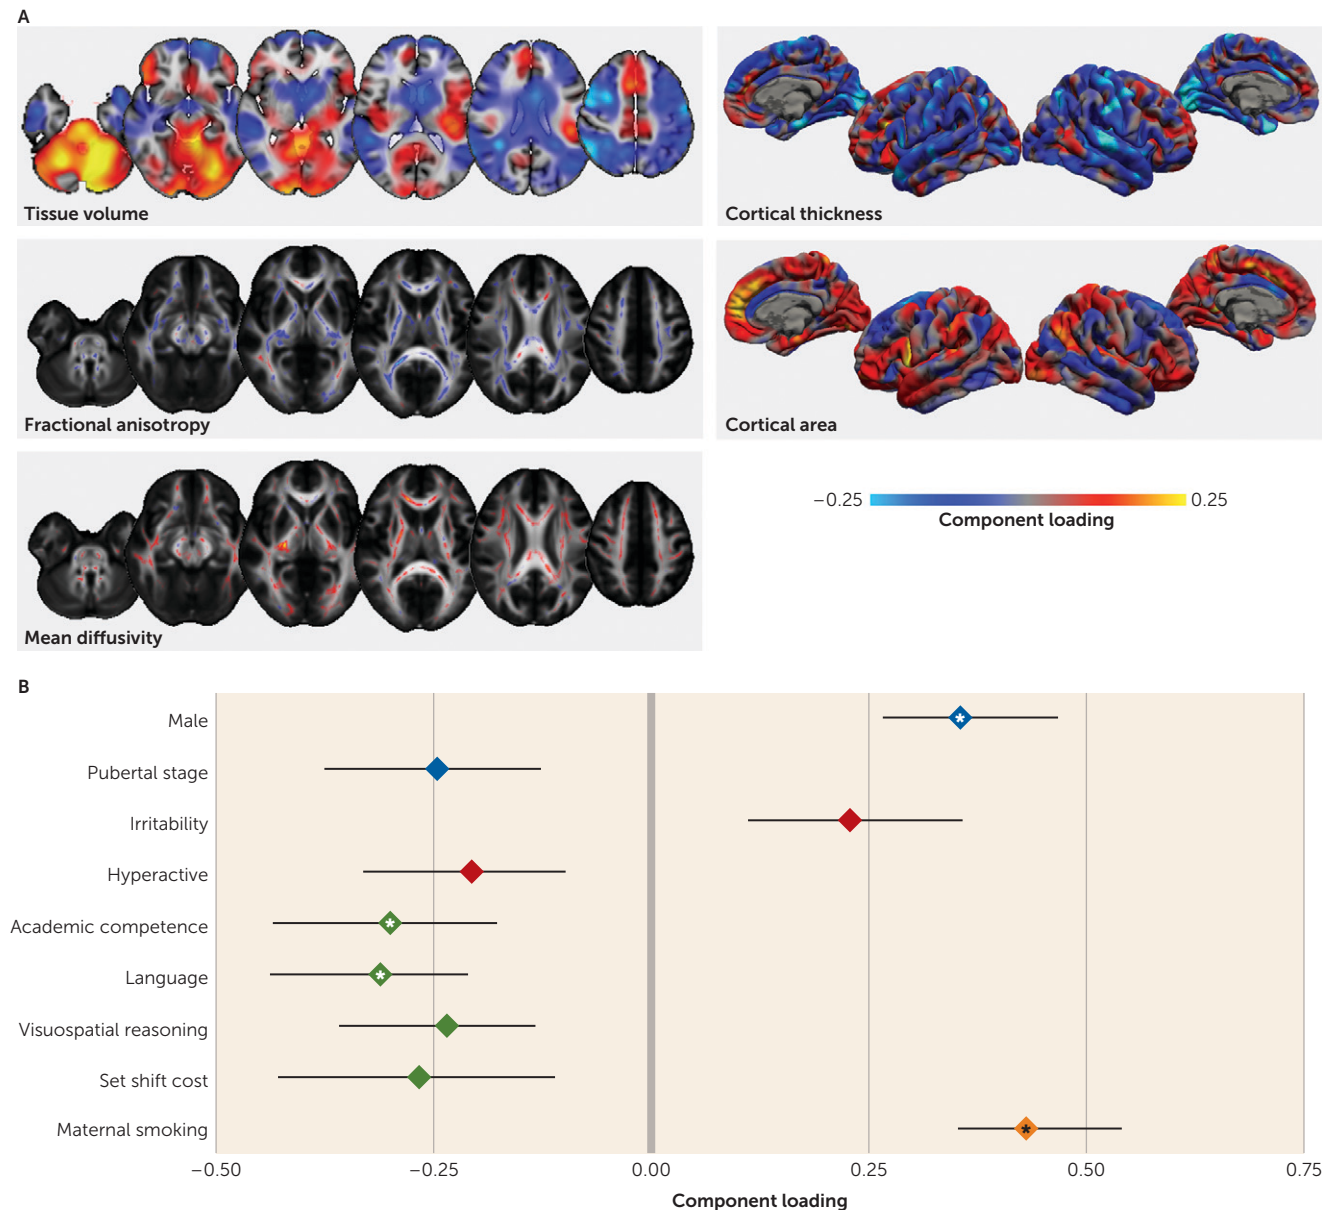 A
Tissue volume
Cortical thickness
Fractional anisotropy
Cortical area
−0.25 0.25
Component loading
Mean diffusivity
B
Male
*
Pubertal stage
Irritability
Hyperactive
Academic competence
*
Language
*
Visuospatial reasoning
Set shift cost
Maternal smoking
*
−0.50 −0.25 0.00 0.25 0.50 0.75
Component loading